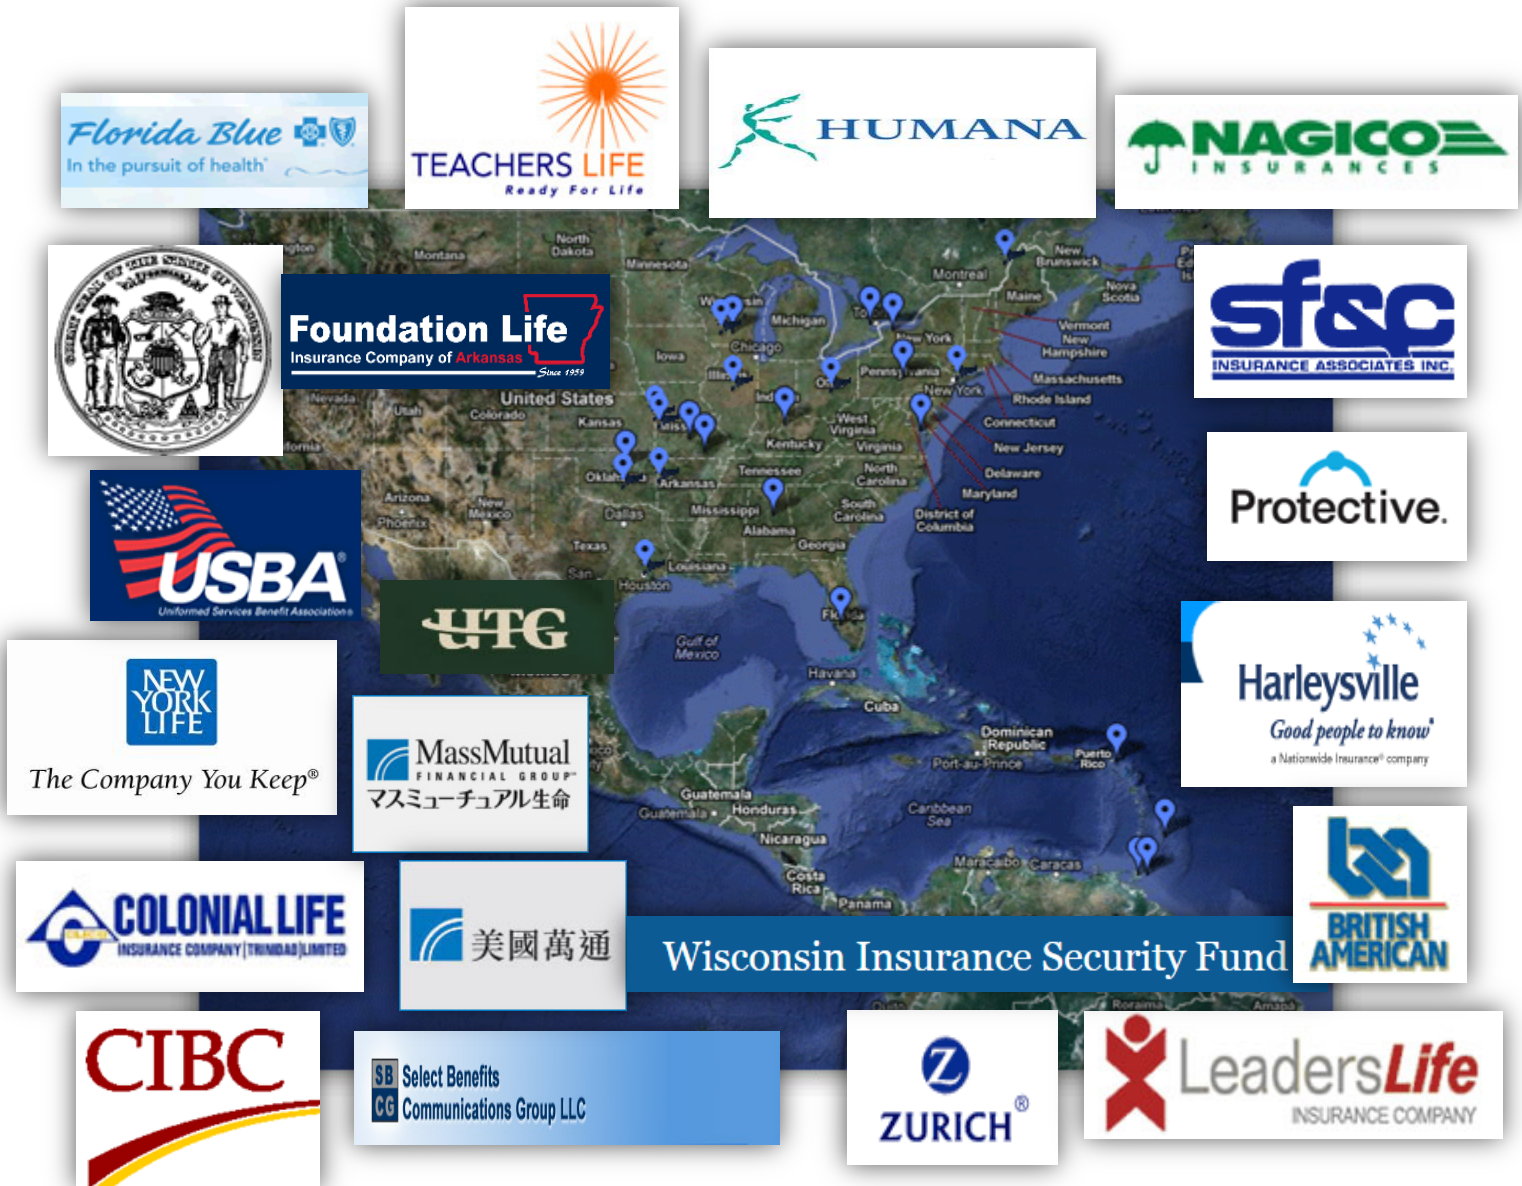 Florida Blue
In the pursuit of health
TEACHERS LIFE
Ready For Life
HUMANA
NAGICO
INSURANCES
Foundation Life
Insurance Company of Arkansas
Since 1959
sf&c
INSURANCE ASSOCIATES INC.
Protective.
USBA®
Uniformed Services Benefit Association®
UTG
NEW
YORK
LIFE
The Company You Keep®
MassMutual
FINANCIAL GROUP
マスミューチュアル生命
Harleysville
Good people to know
a Nationwide Insurance® company
COLONIAL LIFE
INSURANCE COMPANY|TRINIDAD|LIMITED
美國萬通
Wisconsin Insurance Security Fund
BRITISH
AMERICAN
CIBC
SB
CG
Select Benefits
Communications Group LLC
Z
ZURICH®
LeadersLife
INSURANCE COMPANY
Montana
North
Dakota
Minnesota
Michigan
Montreal
New
Brunswick
Maine
Nova
Scotia
Vermont
New
Hampshire
Massachusetts
Rhode Island
Connecticut
New Jersey
Delaware
Maryland
District of
Columbia
New York
Pennsylvania
New York
Chicago
Iowa
United States
Nevada
Utah
Colorado
Kansas
West
Virginia
Kentucky
Virginia
Tennessee
North
Carolina
South
Carolina
Arkansas
Mississippi
Alabama
Georgia
Arizona
Phoenix
New
Mexico
Dallas
Texas
San
Houston
Louisiana
Gulf of
Mexico
Havana
Cuba
Dominican
Republic
Port-au-Prince
Puerto
Rico
Guatemala
Guatemala
Honduras
Nicaragua
Caribbean
Sea
Costa
Rica
Panama
Maracaibo
Caracas
Roraima
Amapá